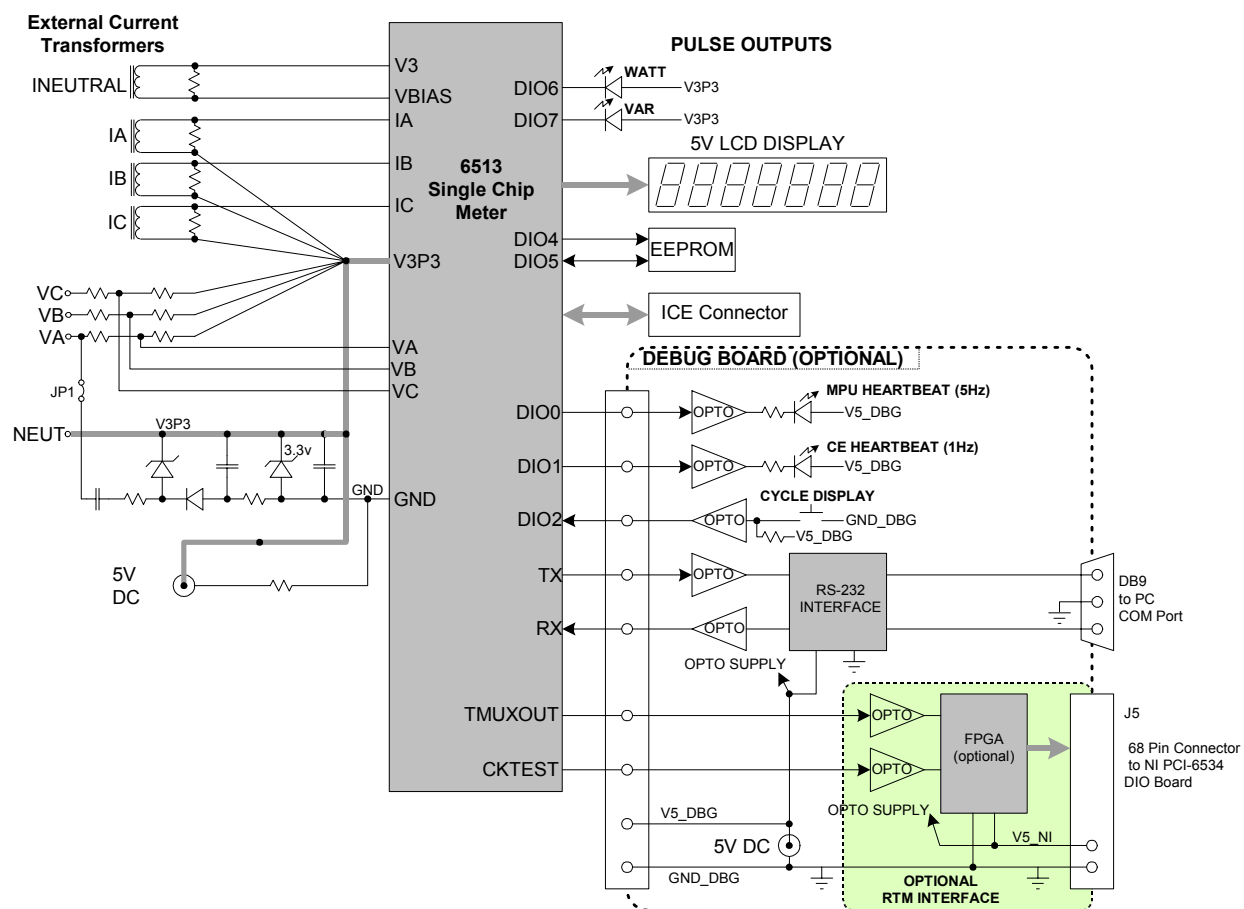 External Current
Transformers
INEUTRAL
IA
IB
IC
VC
VB
VA
JP1
NEUT
V3P3
3.3v
GND
5V
DC
V3
VBIAS
IA
IB
IC
V3P3
VA
VB
VC
GND
6513
Single Chip
Meter
DIO6
DIO7
DIO4
DIO5
DIO0
DIO1
DIO2
TX
RX
TMUXOUT
CKTEST
PULSE OUTPUTS
WATT
V3P3
VAR
V3P3
5V LCD DISPLAY
EEPROM
ICE Connector
DEBUG BOARD (OPTIONAL)
OPTO
MPU HEARTBEAT (5Hz)
V5_DBG
OPTO
CE HEARTBEAT (1Hz)
V5_DBG
OPTO
CYCLE DISPLAY
GND_DBG
V5_DBG
OPTO
RS-232
INTERFACE
OPTO
DB9
to PC
COM Port
OPTO SUPPLY
OPTO
OPTO
FPGA
(optional)
J5
68 Pin Connector
to NI PCI-6534
DIO Board
OPTO SUPPLY
V5_DBG
V5_NI
5V DC
GND_DBG
OPTIONAL
RTM INTERFACE